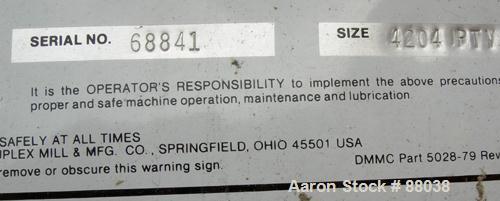 SERIAL NO. 68841 SIZE 4204 PTV
It is the OPERATOR'S RESPONSIBILITY to implement the above precautions
proper and safe machine operation, maintenance and lubrication.
SAFELY AT ALL TIMES
PLEX MILL & MFG. CO., SPRINGFIELD, OHIO 45501 USA
emove or obscure this warning sign. DMMC Part 5028-79 Rev
Aaron Stock # 88038